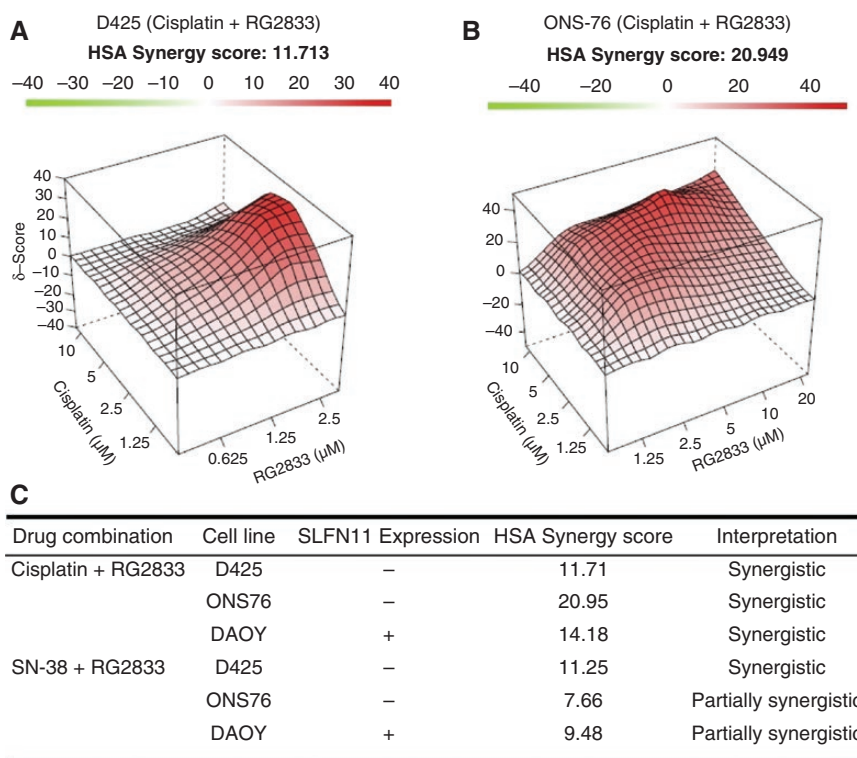 A
D425 (Cisplatin + RG2833)
HSA Synergy score: 11.713
–40 –30 –20 –10 0 10 20 30 40
40
30
20
10
0
–10
–20
–30
–40
δ–Score
10
5
2.5
1.25
Cisplatin (µM)
0.625
1.25
2.5
RG2833 (µM)
B
ONS-76 (Cisplatin + RG2833)
HSA Synergy score: 20.949
–40 –20 0 20 40
40
20
0
–20
–40
10
5
2.5
1.25
Cisplatin (µM)
1.25
2.5
5
10
20
RG2833 (µM)
C
Drug combination Cell line SLFN11 Expression HSA Synergy score Interpretation
Cisplatin + RG2833 D425 – 11.71 Synergistic
ONS76 – 20.95 Synergistic
DAOY + 14.18 Synergistic
SN-38 + RG2833 D425 – 11.25 Synergistic
ONS76 – 7.66 Partially synergistic
DAOY + 9.48 Partially synergistic